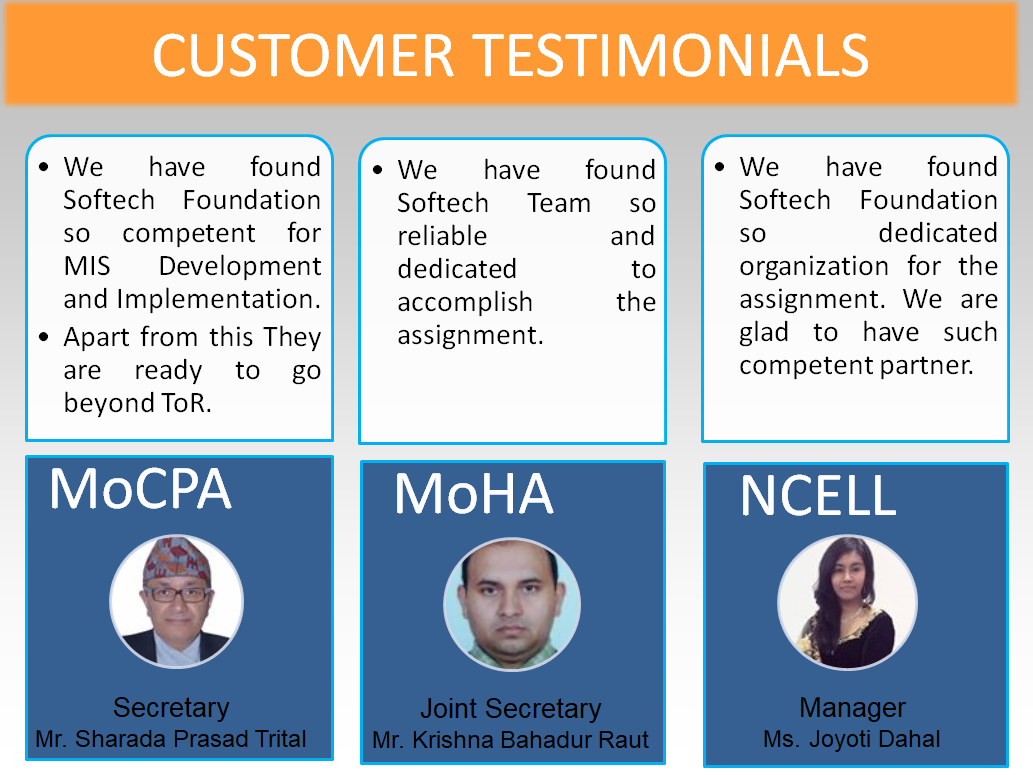 CUSTOMER TESTIMONIALS
• We have found
Softech Foundation
so competent for
MIS Development
and Implementation.
• Apart from this They
are ready to go
beyond ToR.
• We have found
Softech Team so
reliable and
dedicated to
accomplish the
assignment.
• We have found
Softech Foundation
so dedicated
organization for the
assignment. We are
glad to have such
competent partner.
MoCPA
Secretary
Mr. Sharada Prasad Trital
MoHA
Joint Secretary
Mr. Krishna Bahadur Raut
NCELL
Manager
Ms. Joyoti Dahal